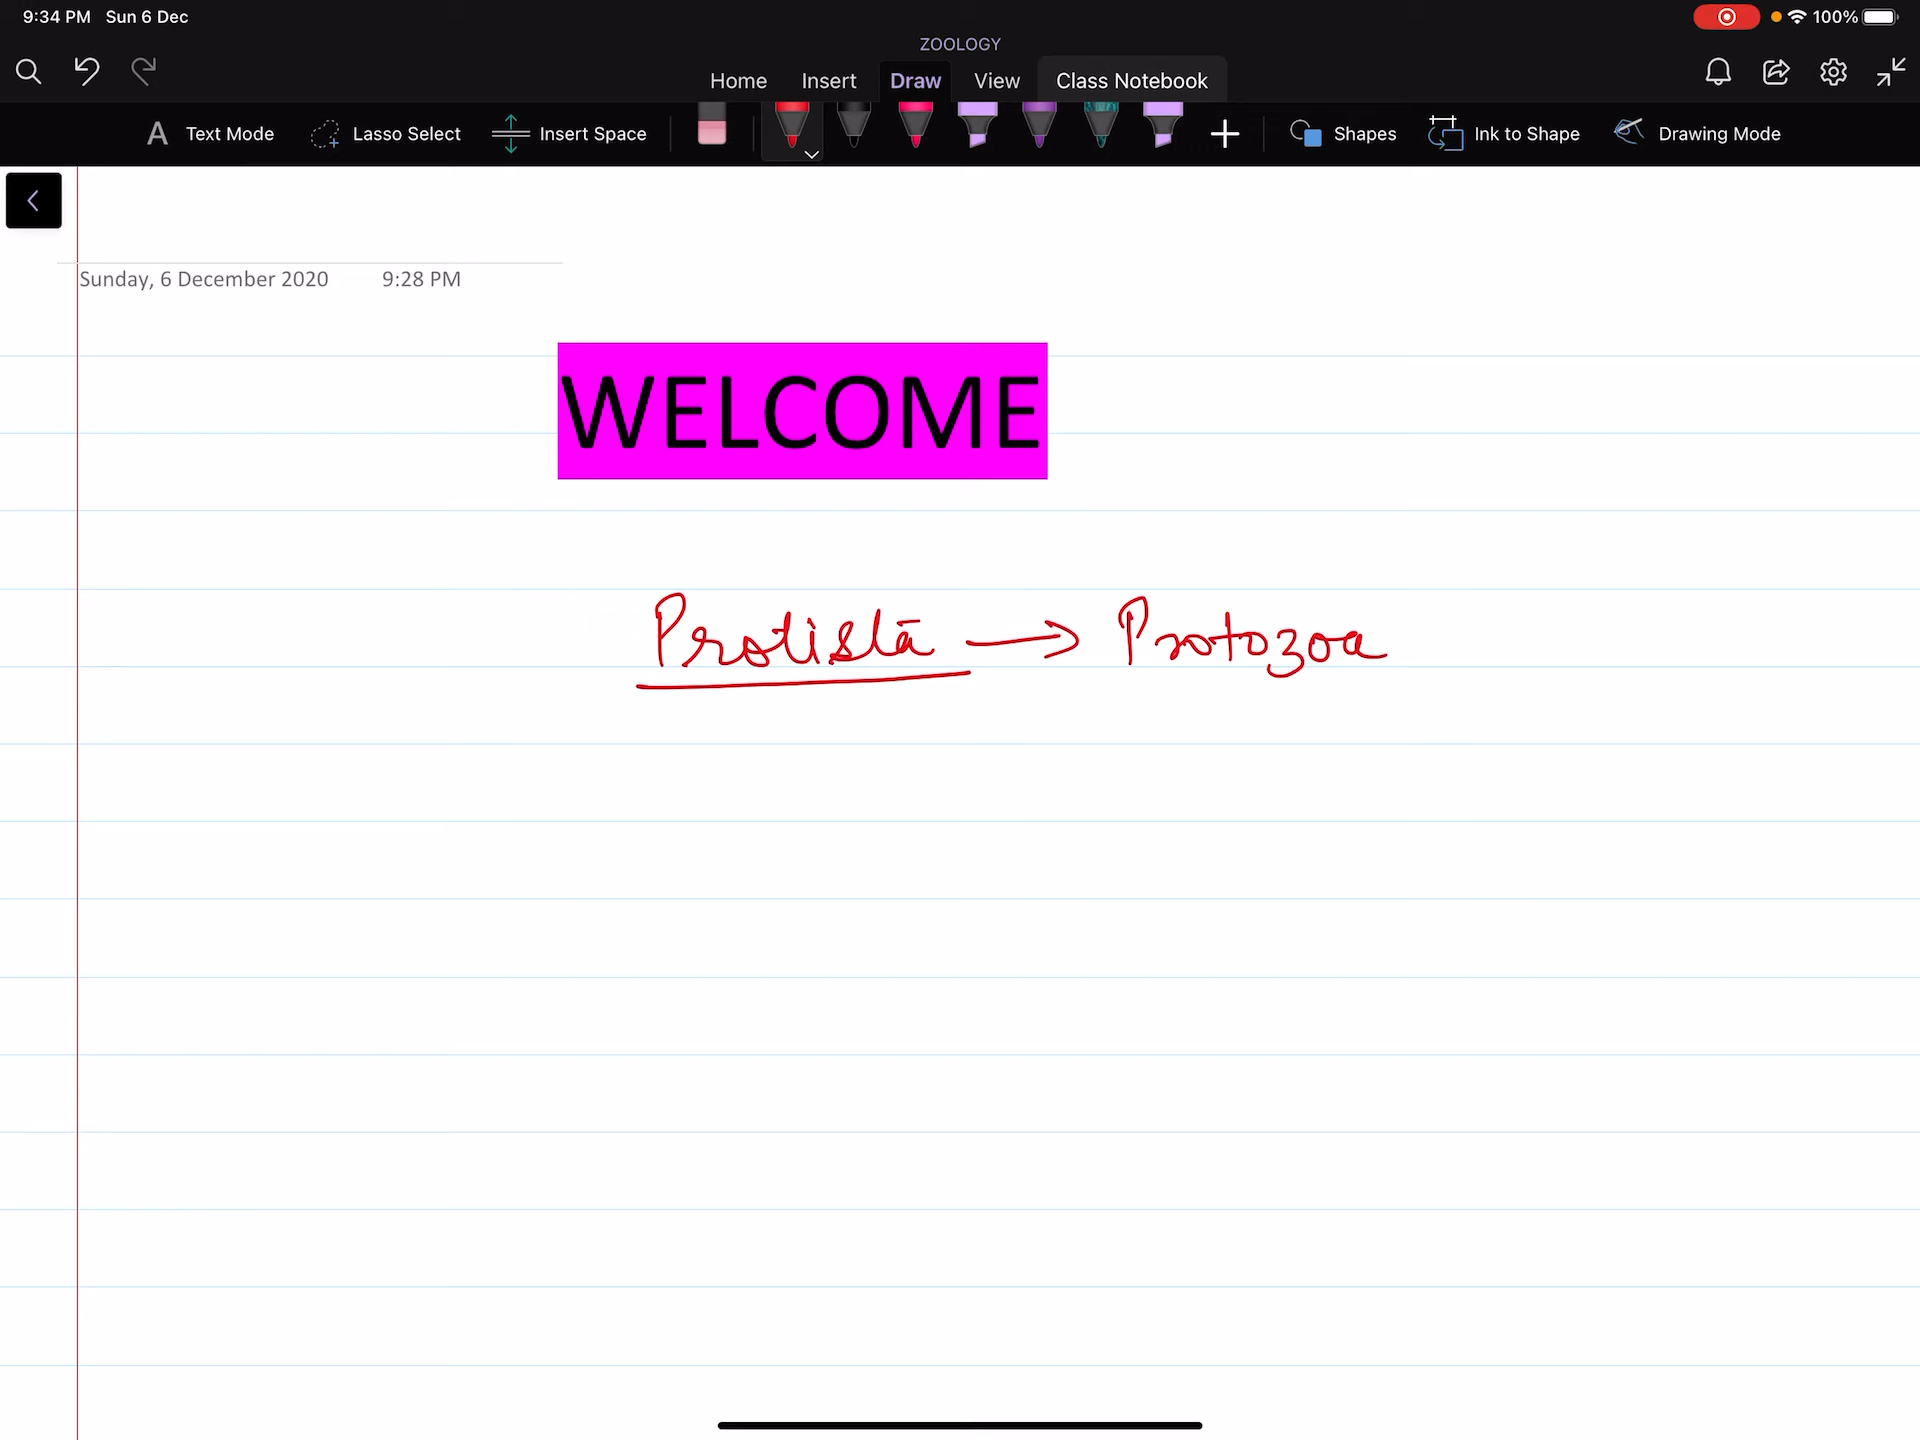 9:34 PM Sun 6 Dec 100%
ZOOLOGY
Home Insert Draw View Class Notebook
Text Mode Lasso Select Insert Space Shapes Ink to Shape Drawing Mode
Sunday, 6 December 2020 9:28 PM
WELCOME
Protista → Protozoa